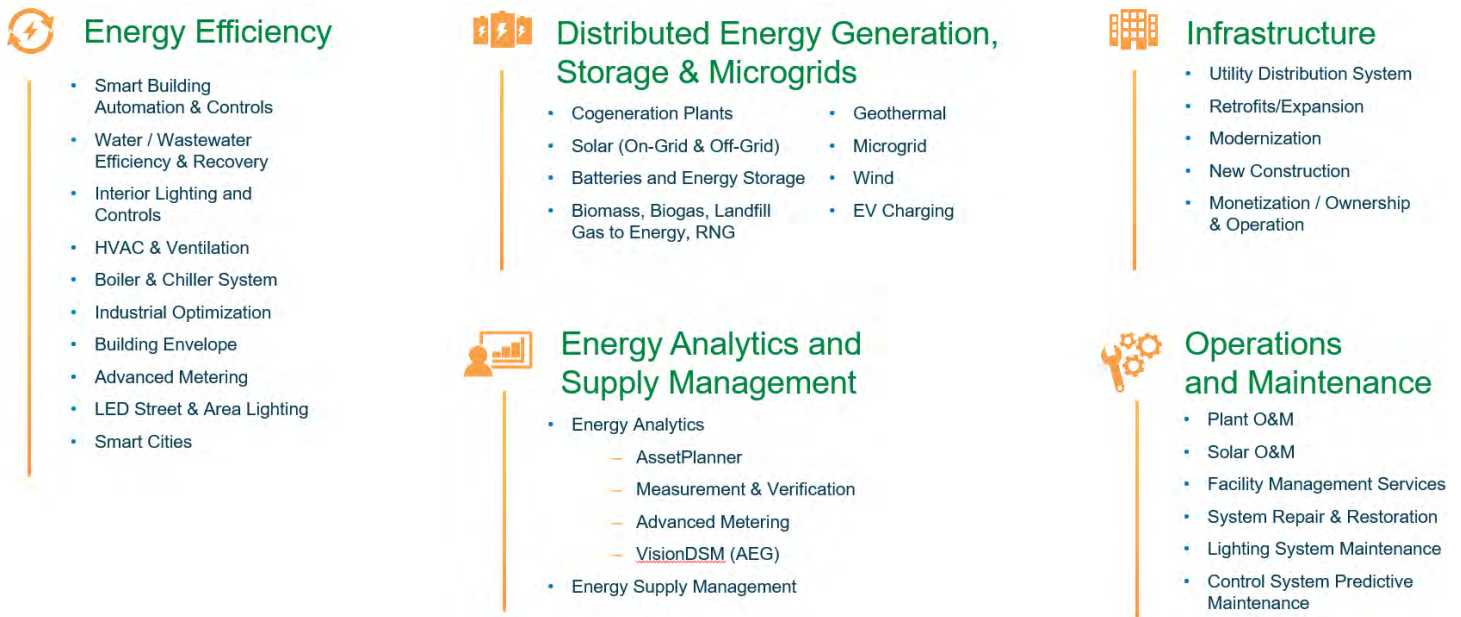 Energy Efficiency
• Smart Building
Automation & Controls
• Water / Wastewater
Efficiency & Recovery
• Interior Lighting and
Controls
• HVAC & Ventilation
• Boiler & Chiller System
• Industrial Optimization
• Building Envelope
• Advanced Metering
• LED Street & Area Lighting
• Smart Cities
Distributed Energy Generation,
Storage & Microgrids
• Cogeneration Plants
• Solar (On-Grid & Off-Grid)
• Batteries and Energy Storage
• Biomass, Biogas, Landfill
Gas to Energy, RNG
• Geothermal
• Microgrid
• Wind
• EV Charging
Infrastructure
• Utility Distribution System
• Retrofits/Expansion
• Modernization
• New Construction
• Monetization / Ownership
& Operation
Energy Analytics and
Supply Management
• Energy Analytics
– AssetPlanner
– Measurement & Verification
– Advanced Metering
– VisionDSM (AEG)
• Energy Supply Management
Operations
and Maintenance
• Plant O&M
• Solar O&M
• Facility Management Services
• System Repair & Restoration
• Lighting System Maintenance
• Control System Predictive
Maintenance